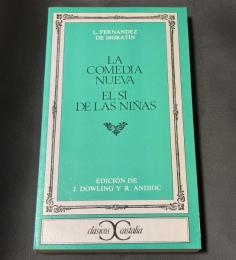 L. FERNÁNDEZ
DE MORATÍN
LA
COMEDIA
NUEVA
EL SÍ
DE LAS NIÑAS
EDICIÓN DE
J. DOWLING Y R. ANDIOC
clásicos castalia